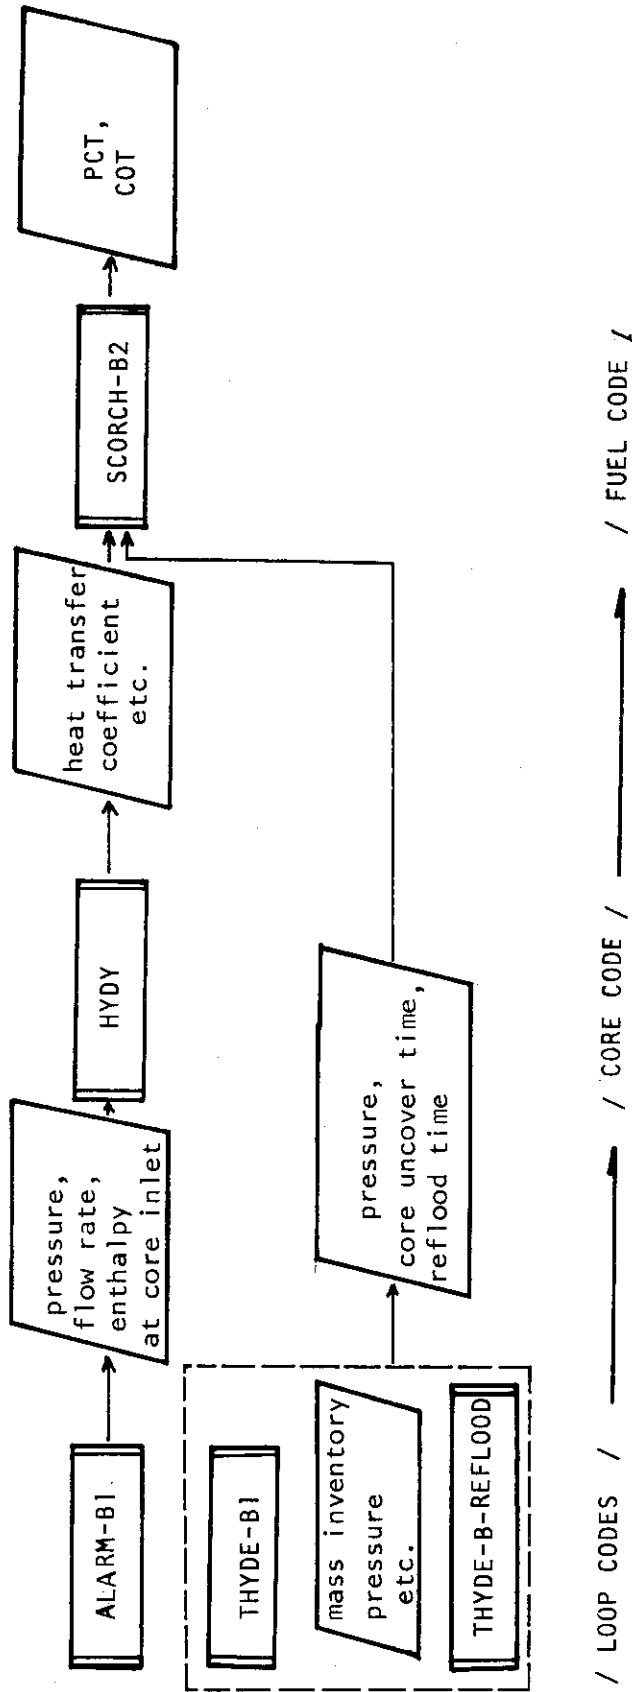 ALARM-B1
pressure,
flow rate,
enthalpy
at core inlet
HYDY
heat transfer
coefficient
etc.
SCORCH-B2
PCT,
COT
THYDE-B1
mass inventory
pressure
etc.
THYDE-B-REFLOOD
pressure,
core uncover time,
reflood time
/ LOOP CODES / / CORE CODE / / FUEL CODE /